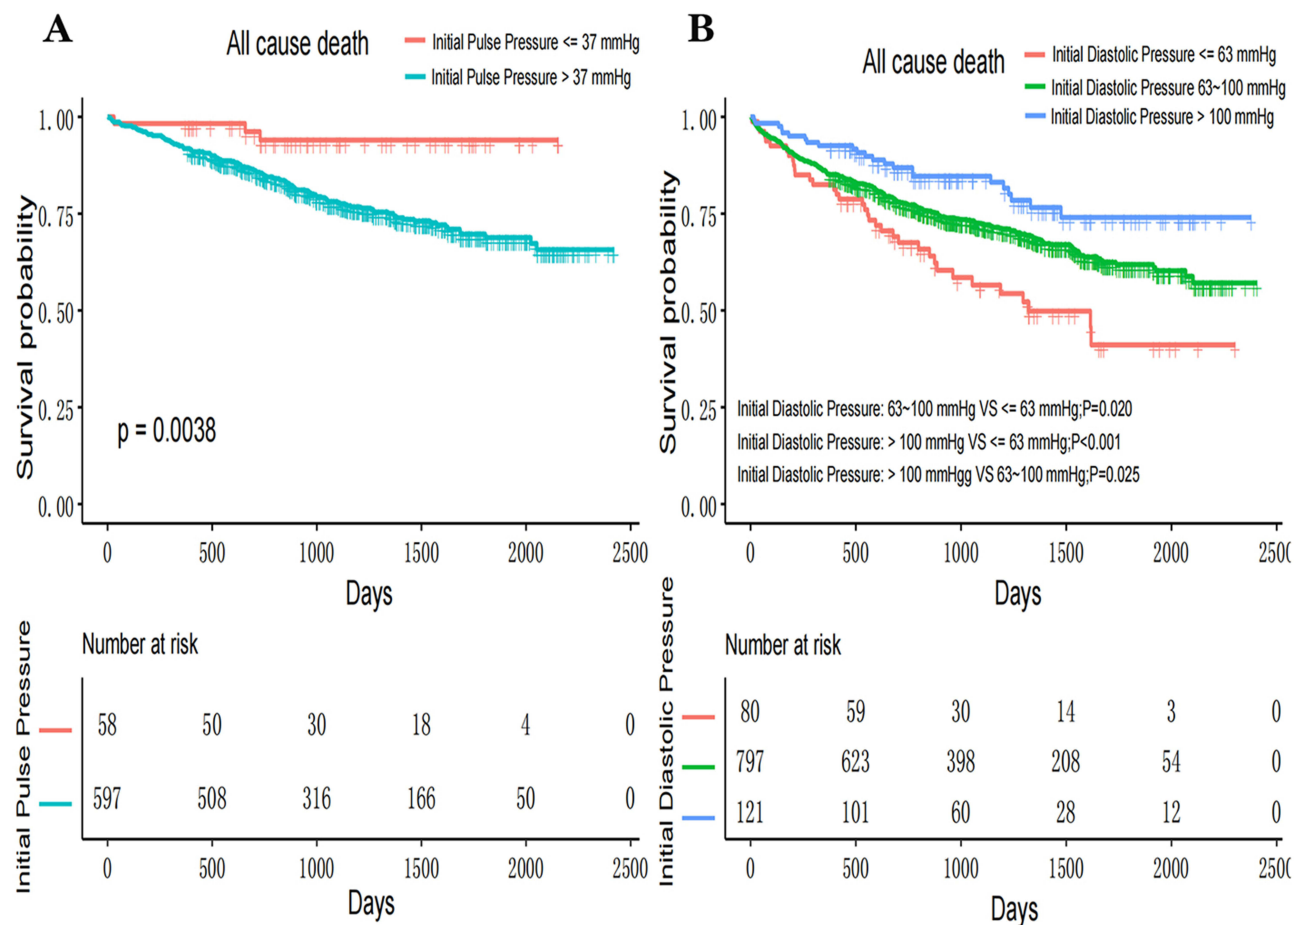 A
All cause death
Initial Pulse Pressure <= 37 mmHg
Initial Pulse Pressure > 37 mmHg
Survival probability
1.00
0.75
0.50
0.25
0.00
p = 0.0038
0 500 1000 1500 2000 2500
Days
Number at risk
Initial Pulse Pressure
58 50 30 18 4 0
597 508 316 166 50 0
0 500 1000 1500 2000 2500
Days
B
All cause death
Initial Diastolic Pressure <= 63 mmHg
Initial Diastolic Pressure 63~100 mmHg
Initial Diastolic Pressure > 100 mmHg
Survival probability
1.00
0.75
0.50
0.25
0.00
Initial Diastolic Pressure: 63~100 mmHg VS <= 63 mmHg;P=0.020
Initial Diastolic Pressure: > 100 mmHg VS <= 63 mmHg;P<0.001
Initial Diastolic Pressure: > 100 mmHgg VS 63~100 mmHg;P=0.025
0 500 1000 1500 2000 2500
Days
Number at risk
Initial Diastolic Pressure
80 59 30 14 3 0
797 623 398 208 54 0
121 101 60 28 12 0
0 500 1000 1500 2000 2500
Days